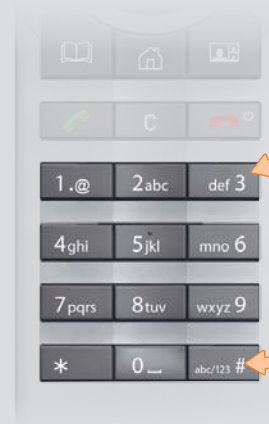 C
1.@ 2abc def 3
4ghi 5jkl mno 6
7pqrs 8tuv wxyz 9
* 0⎵ abc/123 #